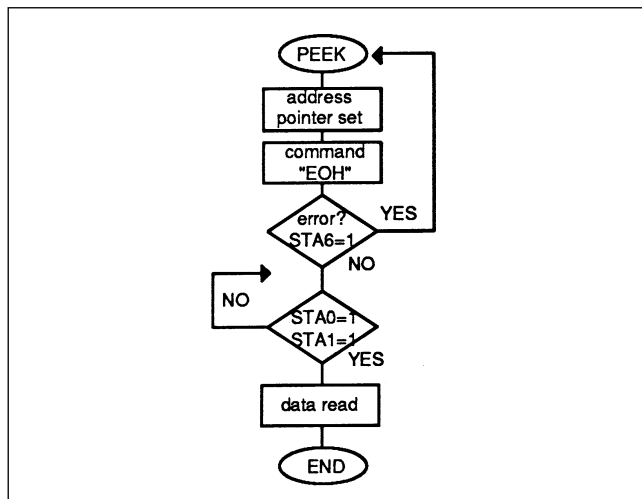 PEEK
address
pointer set
command
"EOH"
error?
STA6=1
YES
NO
NO
STA0=1
STA1=1
YES
data read
END